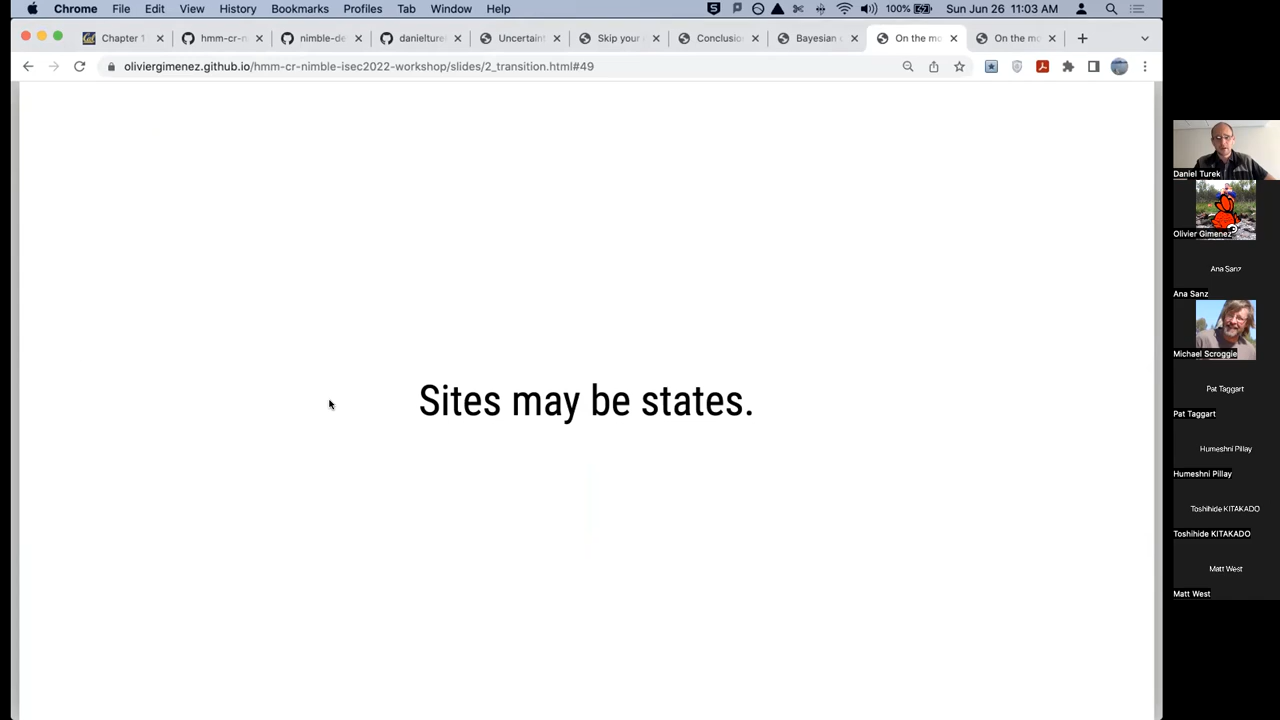 Chrome File Edit View History Bookmarks Profiles Tab Window Help 100% Sun Jun 26 11:03 AM
Chapter 1 hmm-cr-n nimble-de danielture Uncertain Skip your Conclusion Bayesian c On the mo On the mo
oliviergimenez.github.io/hmm-cr-nimble-isec2022-workshop/slides/2_transition.html#49
Sites may be states.
Daniel Turek
Olivier Gimenez
Ana Sanz
Ana Sanz
Michael Scroggie
Pat Taggart
Pat Taggart
Humeshni Pillay
Humeshni Pillay
Toshihide KITAKADO
Toshihide KITAKADO
Matt West
Matt West